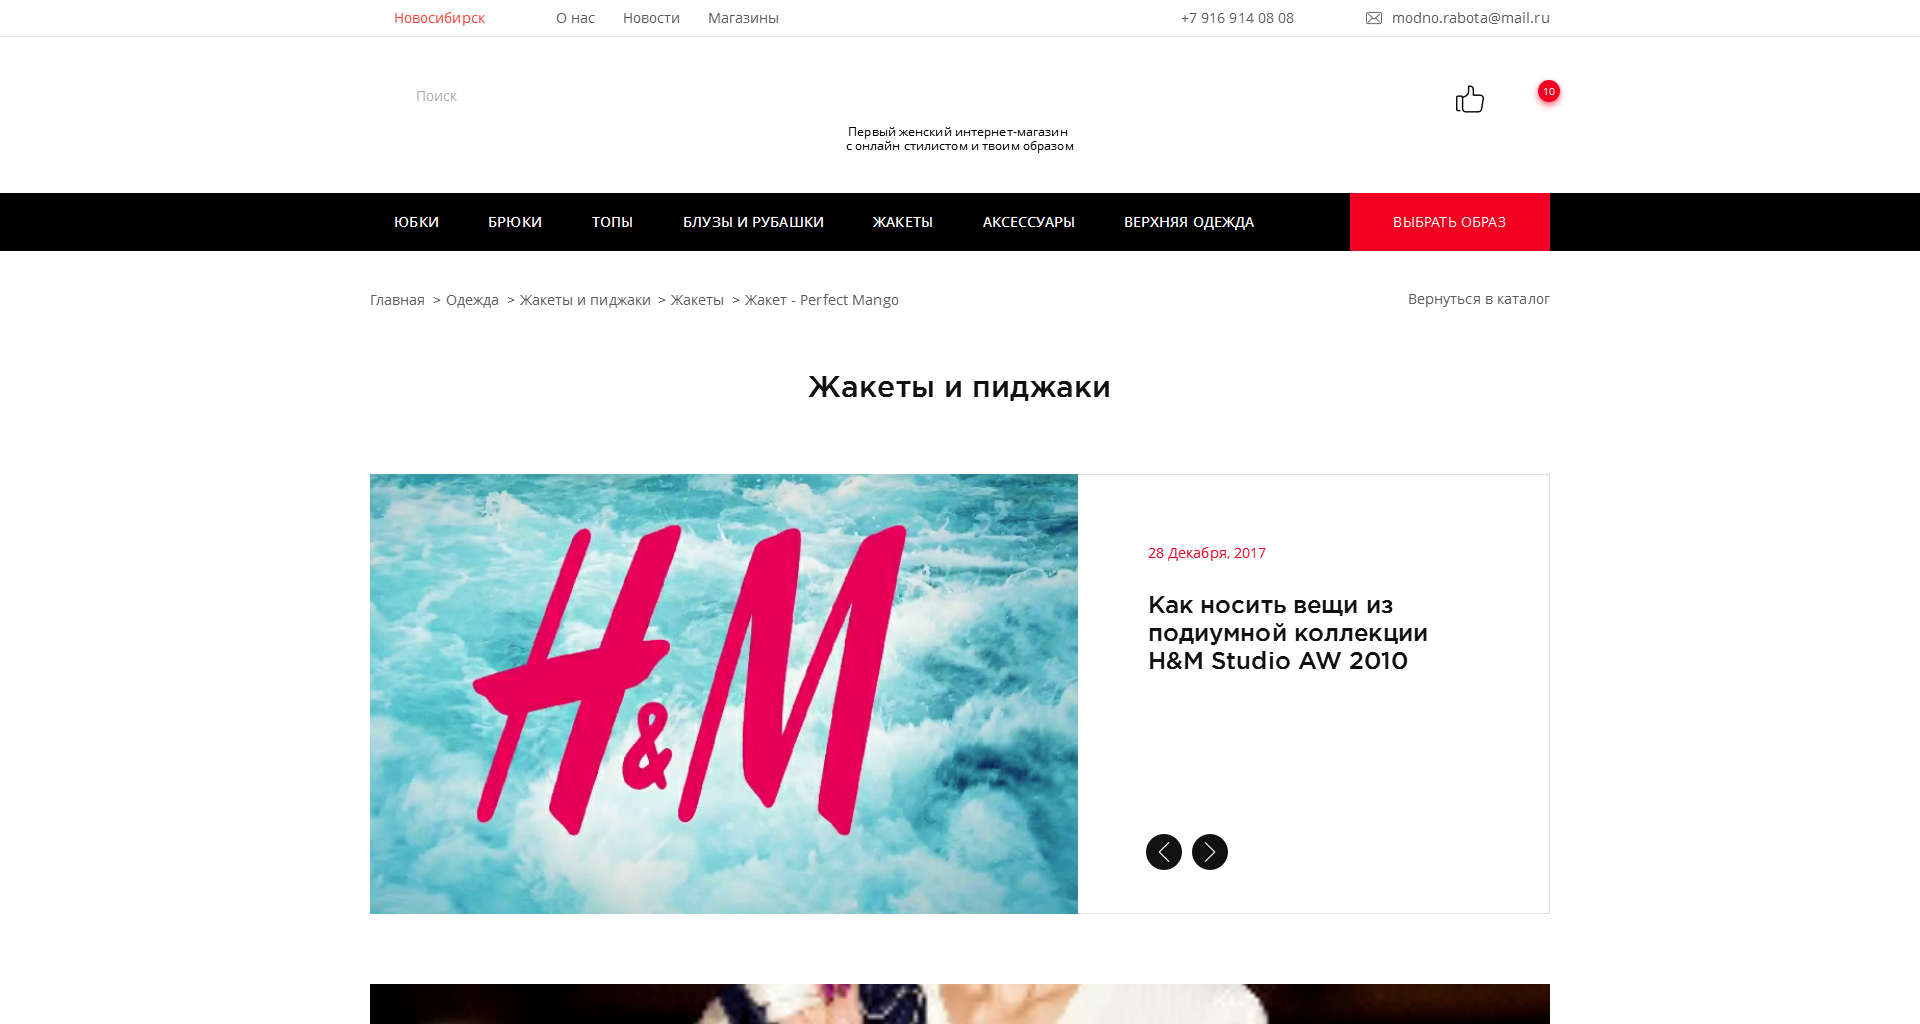 Новосибирск О нас Новости Магазины +7 916 914 08 08 modno.rabota@mail.ru
Поиск 10
Первый женский интернет-магазин
с онлайн стилистом и твоим образом
ЮБКИ БРЮКИ ТОПЫ БЛУЗЫ И РУБАШКИ ЖАКЕТЫ АКСЕССУАРЫ ВЕРХНЯЯ ОДЕЖДА ВЫБРАТЬ ОБРАЗ
Главная > Одежда > Жакеты и пиджаки > Жакеты > Жакет - Perfect Mango Вернуться в каталог
Жакеты и пиджаки
H&M
28 Декабря, 2017
Как носить вещи из
подиумной коллекции
H&M Studio AW 2010